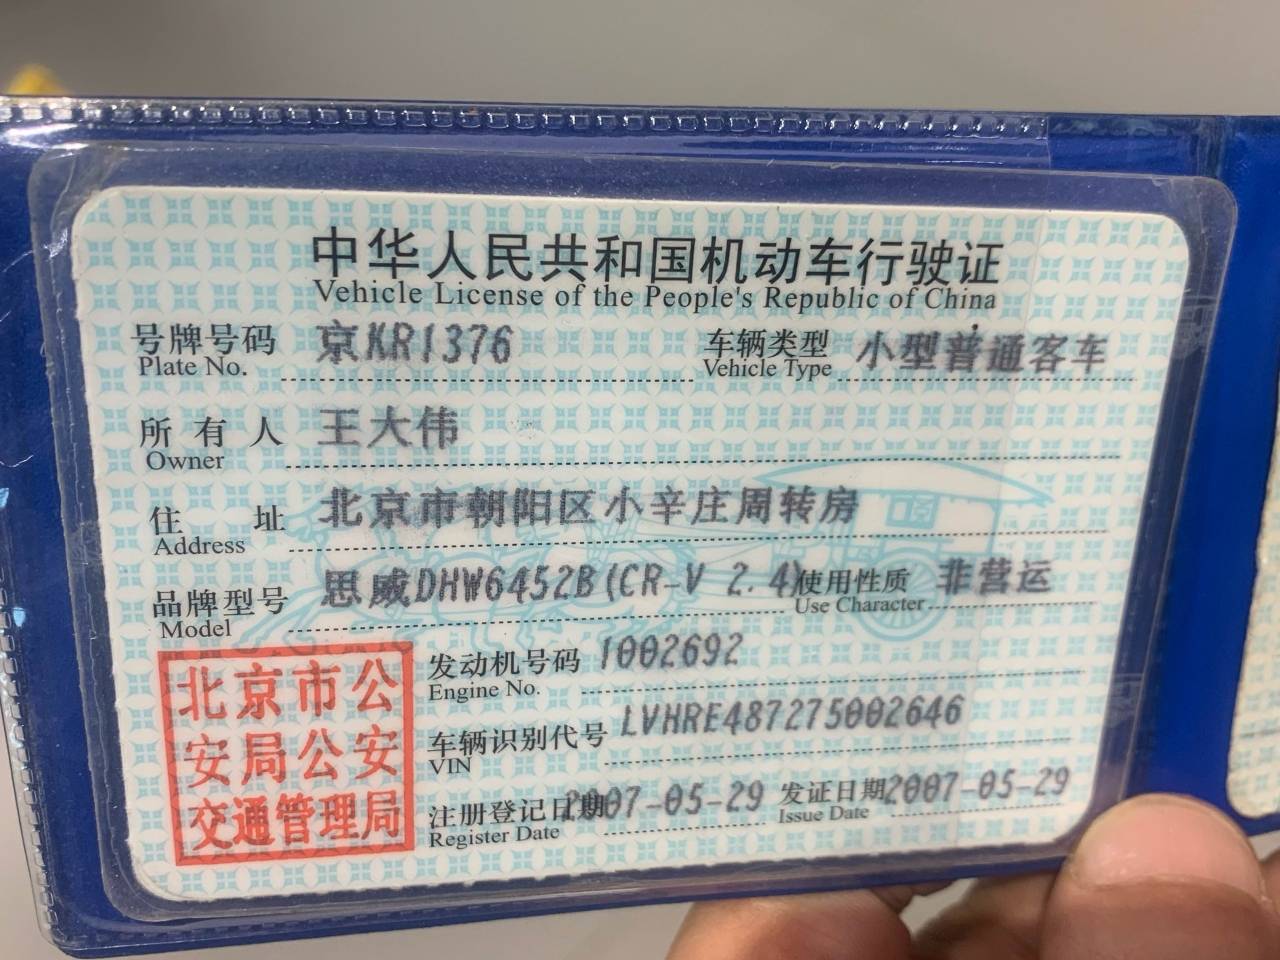 中华人民共和国机动车行驶证
Vehicle License of the People's Republic of China
号牌号码 京KR1376 车辆类型 小型普通客车
Plate No. Vehicle Type
所有人 王大伟
Owner
住址 北京市朝阳区小辛庄周转房
Address
品牌型号 思威DHW6452B(CR-V 2.4) 使用性质 非营运
Model Use Character
发动机号码 1002692
Engine No.
车辆识别代号 LVHRE487275002646
VIN
注册登记日期 2007-05-29 发证日期 2007-05-29
Register Date Issue Date
北京市公
安局公安
交通管理局